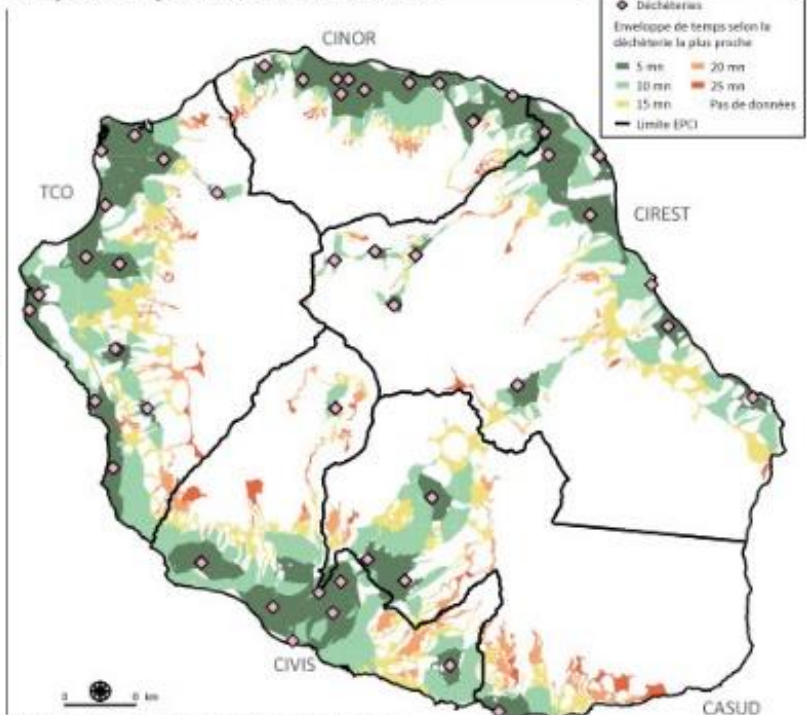 CINOR
Déchèteries
Enveloppe de temps selon la
déchèterie la plus proche
5 mn
20 mn
10 mn
25 mn
15 mn
Pas de données
Limite EPCI
TCO
CIREST
CIVIS
CASUD
0
km